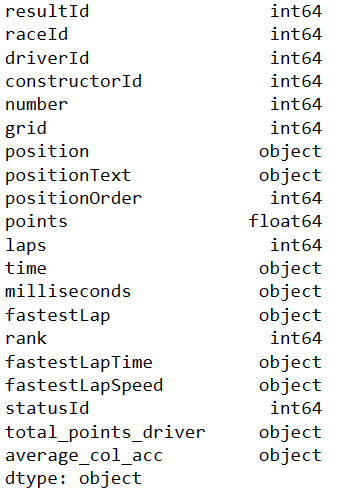 resultId int64
raceId int64
driverId int64
constructorId int64
number int64
grid int64
position object
positionText object
positionOrder int64
points float64
laps int64
time object
milliseconds object
fastestLap object
rank int64
fastestLapTime object
fastestLapSpeed object
statusId int64
total_points_driver object
average_col_acc object
dtype: object